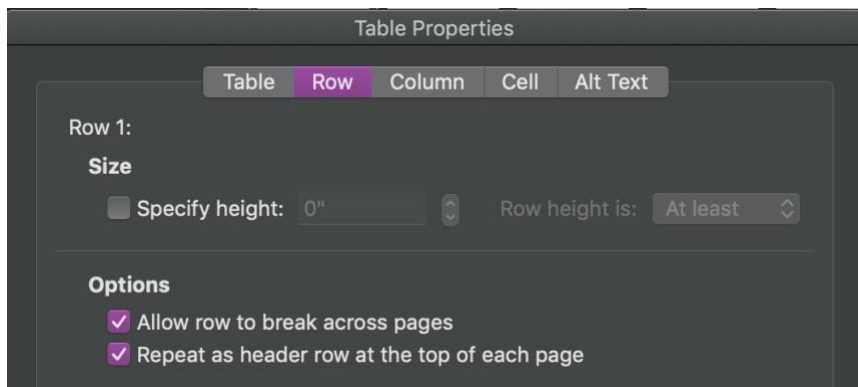 Table Properties
Table Row Column Cell Alt Text
Row 1:
Size
Specify height: 0" Row height is: At least
Options
Allow row to break across pages
Repeat as header row at the top of each page